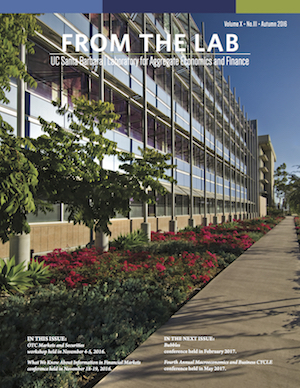 Volume X • No.II • Autumn 2016
FROM THE LAB
UC Santa Barbara | Laboratory for Aggregate Economics and Finance
IN THIS ISSUE:
OTC Markets and Securities
workshop held in November 4-5, 2016.
What We Know About Information in Financial Markets
conference held in November 18-19, 2016.
IN THE NEXT ISSUE:
Bubbles
conference held in February 2017.
Fourth Annual Macroeconomics and Business CYCLE
conference held in May 2017.